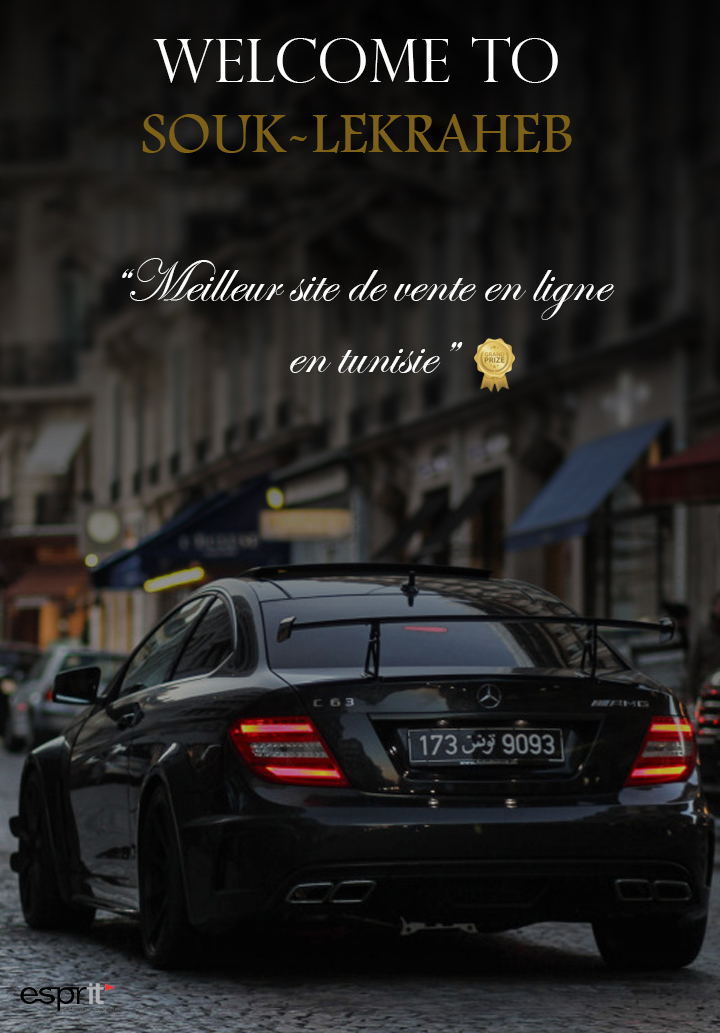 WELCOME TO
SOUK~LEKRAHEB
“Meilleur site de vente en ligne
en tunisie”
GRAND
PRIZE
C 63
AMG
173 تونس 9093
esprit